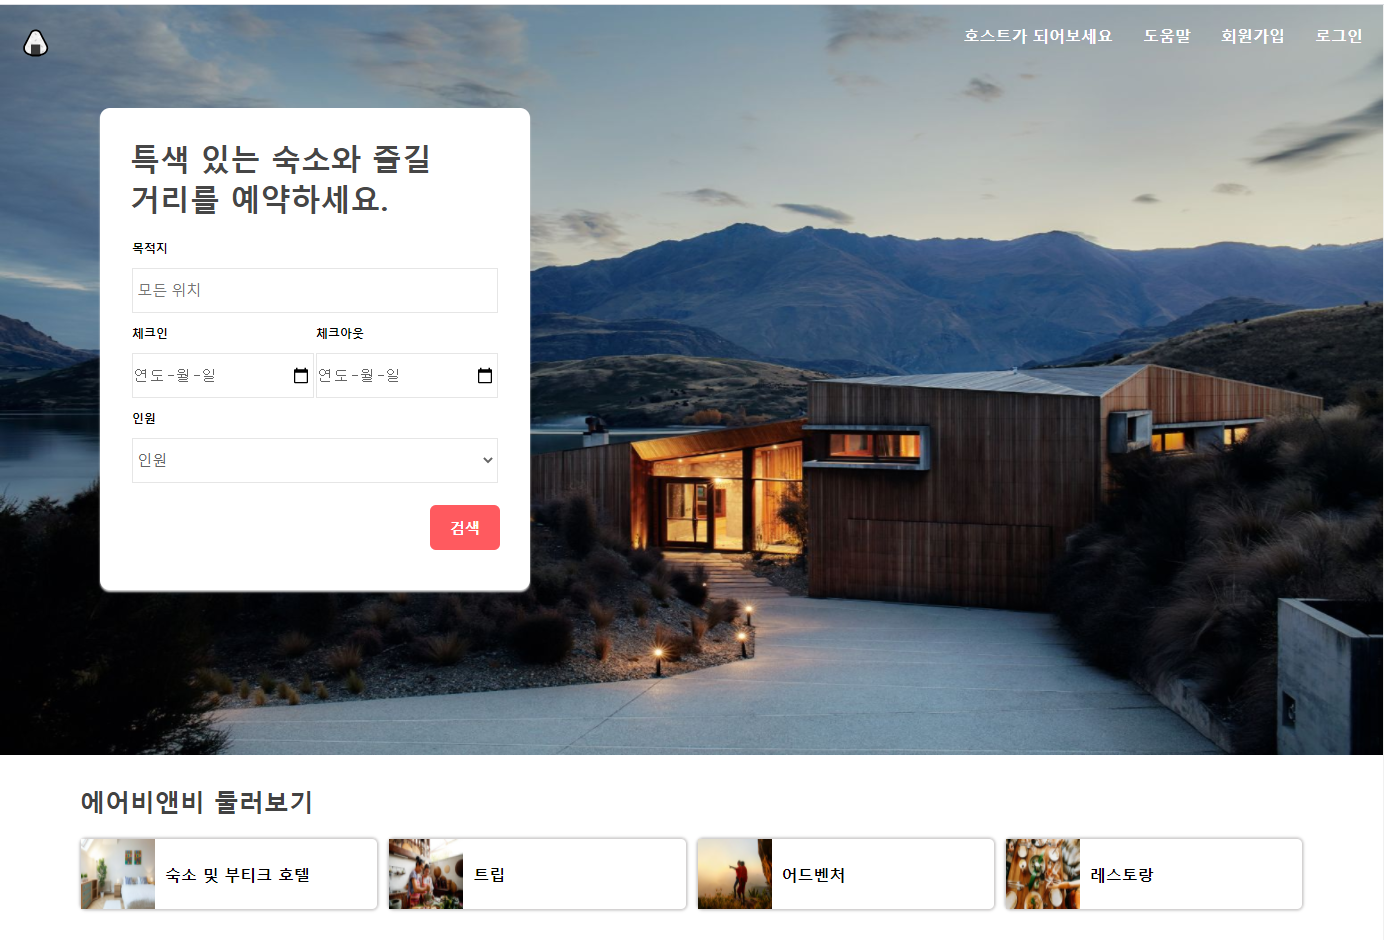 호스트가 되어보세요 도움말 회원가입 로그인
특색 있는 숙소와 즐길
거리를 예약하세요.
목적지
모든 위치
체크인 체크아웃
연도-월-일 연도-월-일
인원
인원
검색
에어비앤비 둘러보기
숙소 및 부티크 호텔 트립 어드벤처 레스토랑